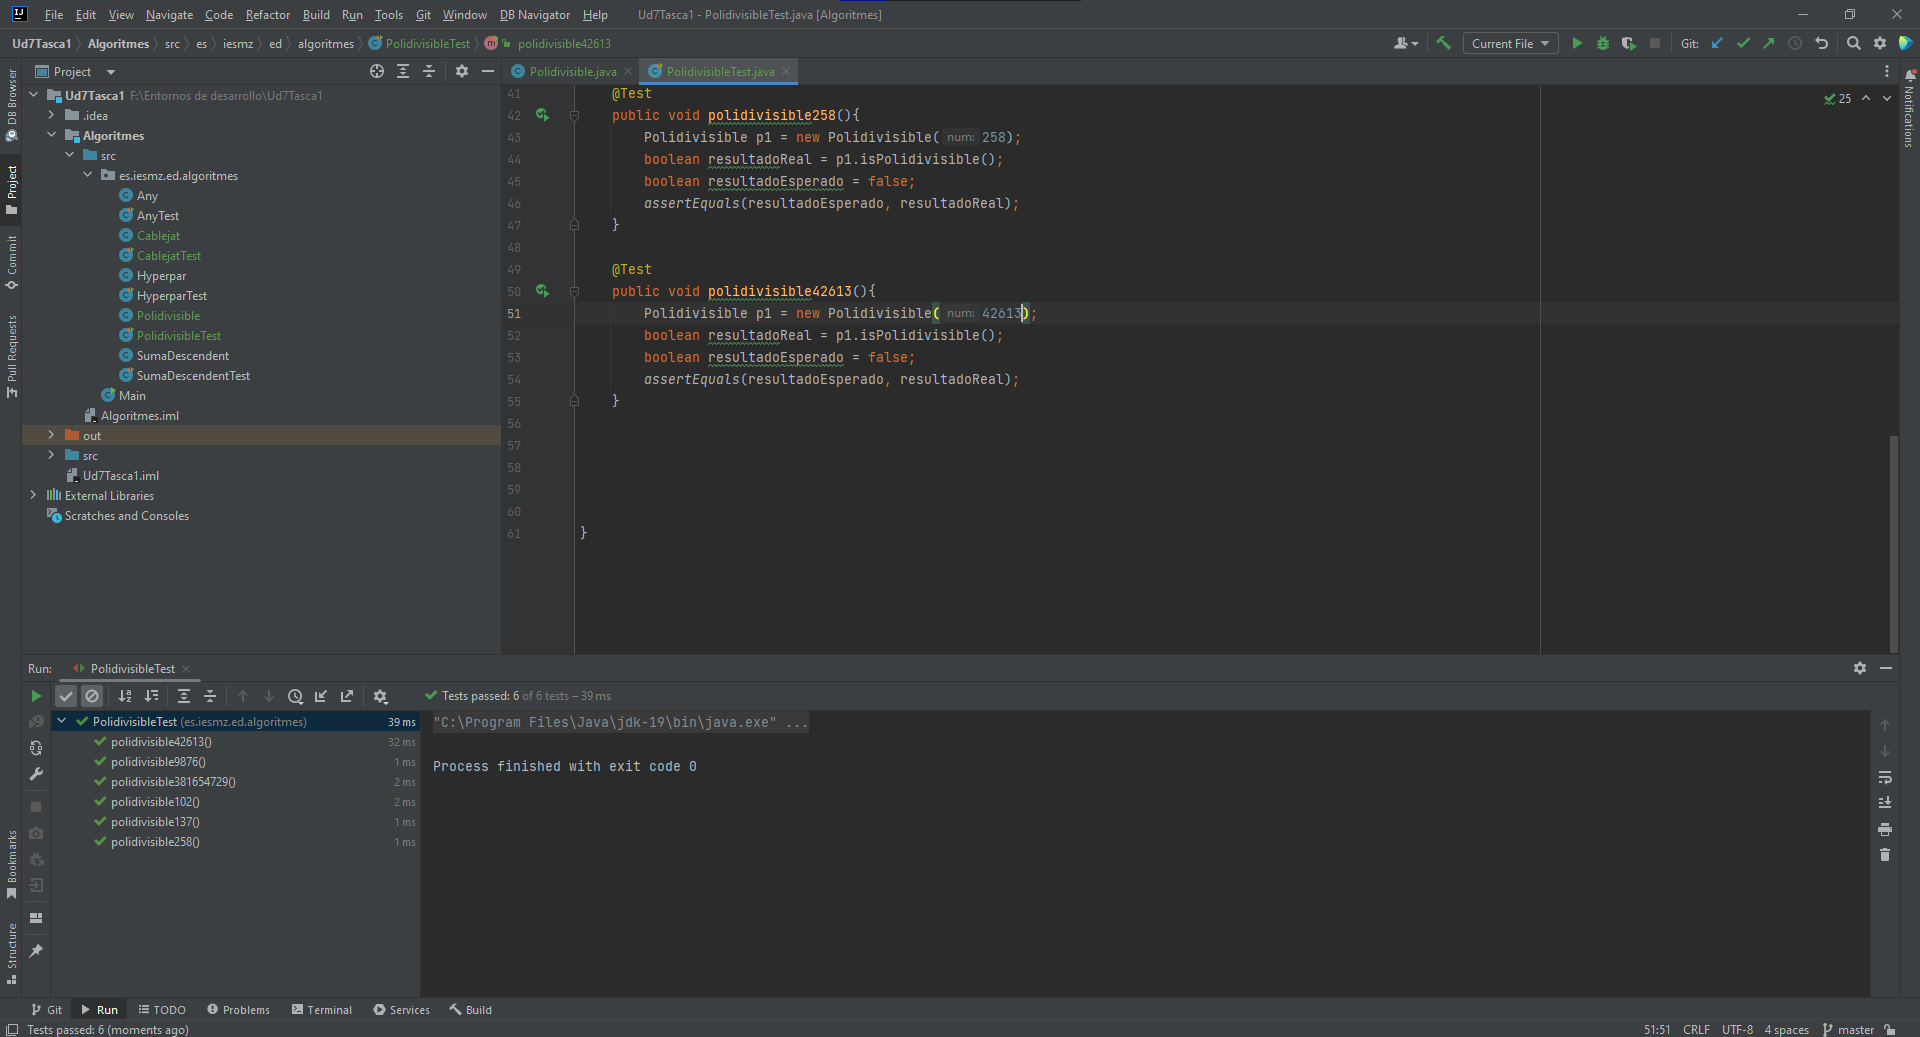 File Edit View Navigate Code Refactor Build Run Tools Git Window DB Navigator Help Ud7Tasca1 - PolidivisibleTest.java [Algoritmes]
Ud7Tasca1 Algoritmes src es iesmz ed algoritmes PolidivisibleTest m polidivisible42613 Current File Git:
Project
Polidivisible.java PolidivisibleTest.java
DB Browser
Project
Commit
Pull Requests
Bookmarks
Structure
Notifications
Ud7Tasca1 F:\Entornos de desarrollo\Ud7Tasca1
.idea
Algoritmes
src
es.iesmz.ed.algoritmes
Any
AnyTest
Cablejat
CablejatTest
Hyperpar
HyperparTest
Polidivisible
PolidivisibleTest
SumaDescendent
SumaDescendentTest
Main
Algoritmes.iml
out
src
Ud7Tasca1.iml
External Libraries
Scratches and Consoles
25
41 @Test
42 public void polidivisible258(){
43 Polidivisible p1 = new Polidivisible( num: 258);
44 boolean resultadoReal = p1.isPolidivisible();
45 boolean resultadoEsperado = false;
46 assertEquals(resultadoEsperado, resultadoReal);
47 }
48
49 @Test
50 public void polidivisible42613(){
51 Polidivisible p1 = new Polidivisible( num: 42613);
52 boolean resultadoReal = p1.isPolidivisible();
53 boolean resultadoEsperado = false;
54 assertEquals(resultadoEsperado, resultadoReal);
55 }
56
57
58
59
60
61 }
Run: PolidivisibleTest
Tests passed: 6 of 6 tests – 39 ms
PolidivisibleTest (es.iesmz.ed.algoritmes) 39 ms
polidivisible42613() 32 ms
polidivisible9876() 1 ms
polidivisible381654729() 2 ms
polidivisible102() 2 ms
polidivisible137() 1 ms
polidivisible258() 1 ms
"C:\Program Files\Java\jdk-19\bin\java.exe" ...
Process finished with exit code 0
Git Run TODO Problems Terminal Services Build
Tests passed: 6 (moments ago) 51:51 CRLF UTF-8 4 spaces master